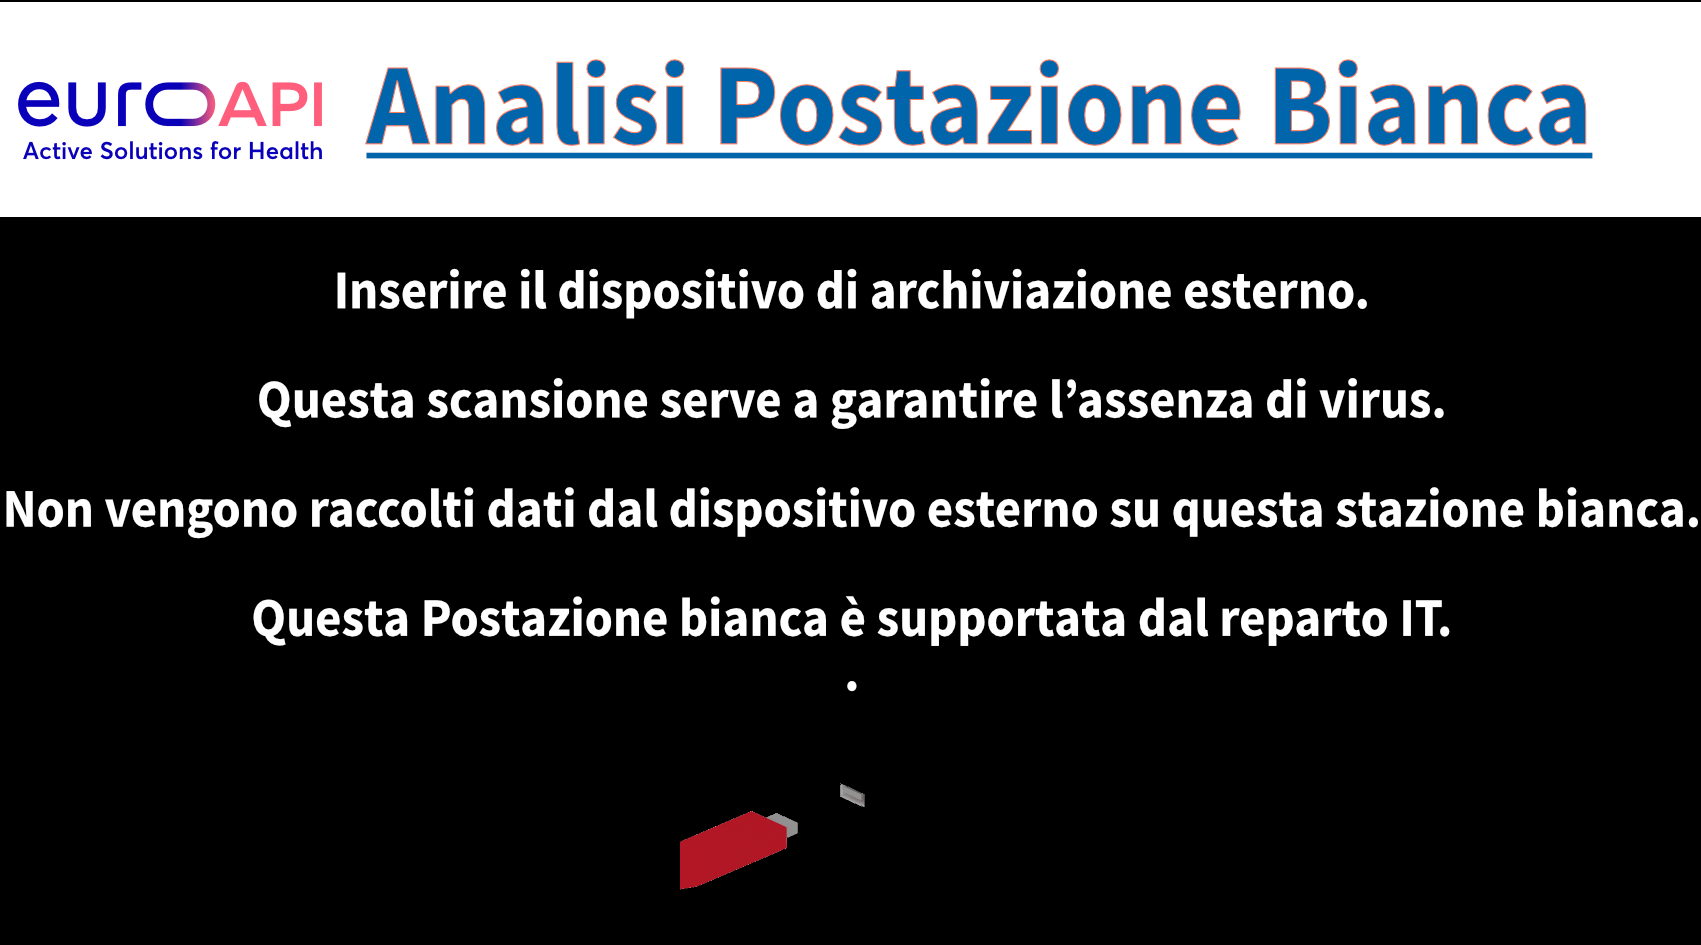 euroAPI
Active Solutions for Health
Analisi Postazione Bianca
Inserire il dispositivo di archiviazione esterno.
Questa scansione serve a garantire l’assenza di virus.
Non vengono raccolti dati dal dispositivo esterno su questa stazione bianca.
Questa Postazione bianca è supportata dal reparto IT.
.